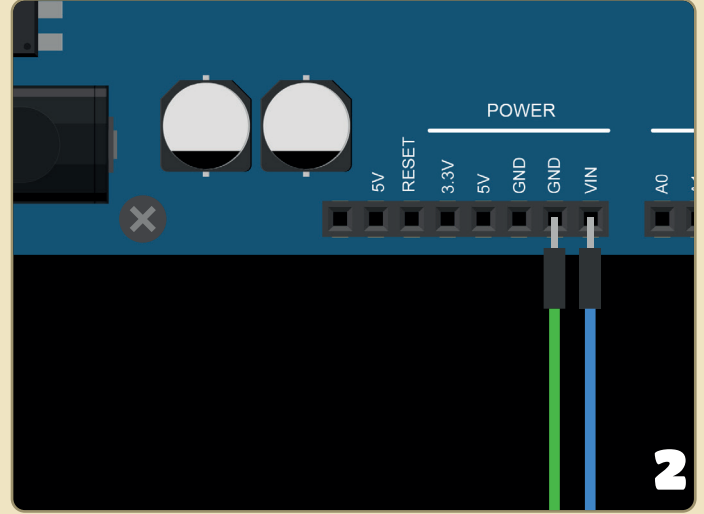 POWER
5V
RESET
3.3V
5V
GND
GND
VIN
A0
2